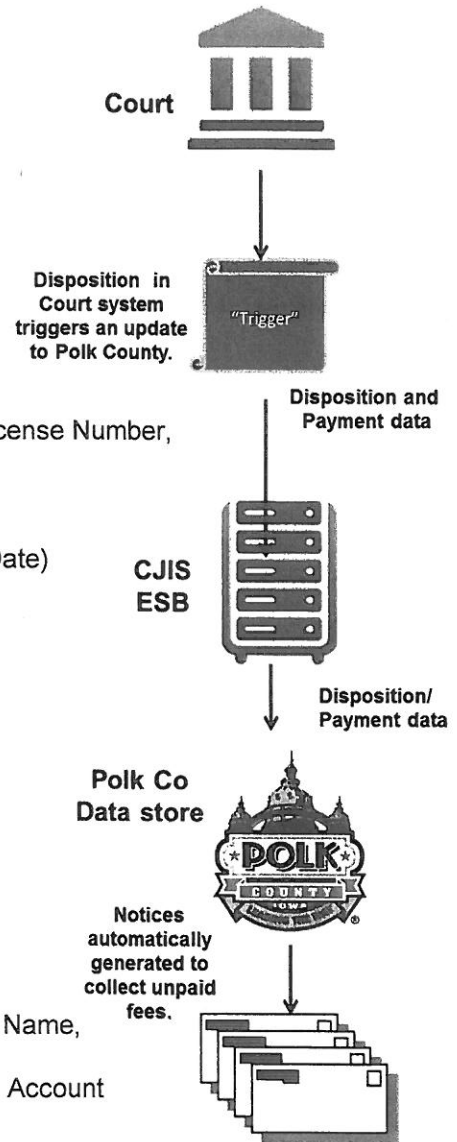 Court
Disposition in
Court system
triggers an update
to Polk County.
"Trigger"
Disposition and
Payment data
cense Number,
Date)
CJIS
ESB
Disposition/
Payment data
Polk Co
Data store
POLK
COUNTY
IOWA
®
Notices
automatically
generated to
collect unpaid
fees.
Name,
Account